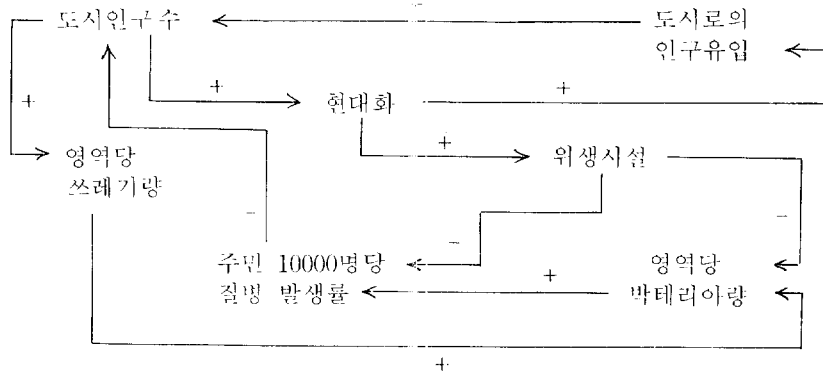 도시인구수
도시로의
인구유입
+
+
+
현대화
+
영역당
쓰레기량
위생시설
-
-
-
주민 10000명당
질병 발생률
+
영역당
박테리아량
+